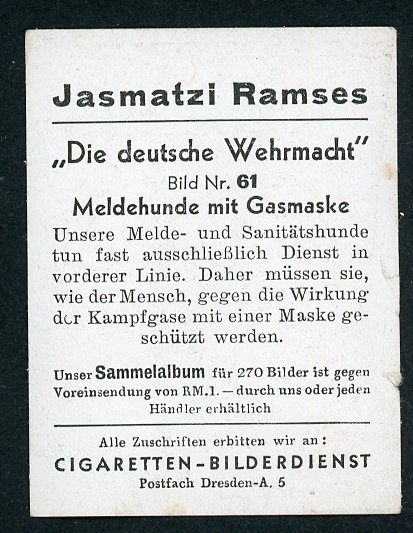 Jasmatzi Ramses
„Die deutsche Wehrmacht"
Bild Nr. 61
Meldehunde mit Gasmaske
Unsere Melde- und Sanitätshunde
tun fast ausschließlich Dienst in
vorderer Linie. Daher müssen sie,
wie der Mensch, gegen die Wirkung
der Kampfgase mit einer Maske ge-
schützt werden.
Unser Sammelalbum für 270 Bilder ist gegen
Voreinsendung von RM.1.— durch uns oder jeden
Händler erhältlich
Alle Zuschriften erbitten wir an:
CIGARETTEN-BILDERDIENST
Postfach Dresden-A. 5